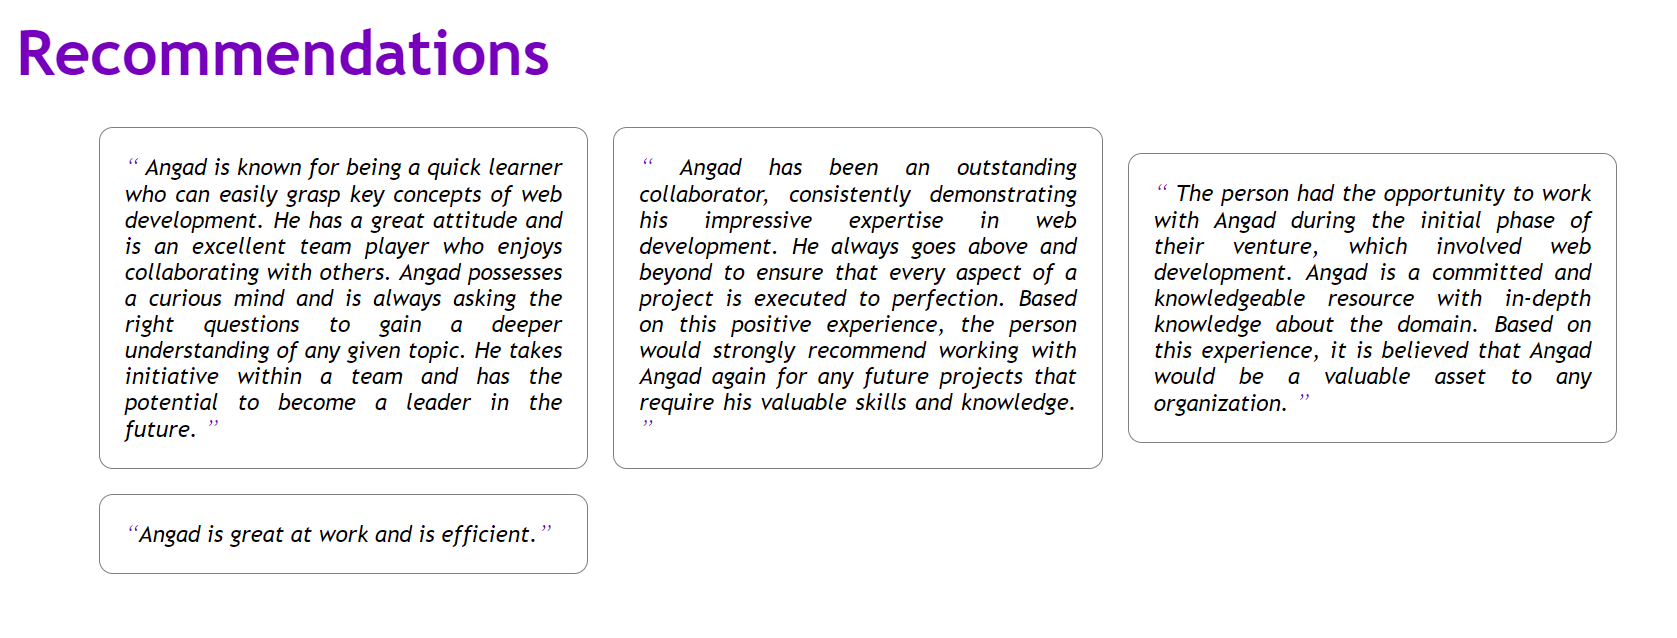 Recommendations
“ Angad is known for being a quick learner
who can easily grasp key concepts of web
development. He has a great attitude and
is an excellent team player who enjoys
collaborating with others. Angad possesses
a curious mind and is always asking the
right questions to gain a deeper
understanding of any given topic. He takes
initiative within a team and has the
potential to become a leader in the
future. ”
“ Angad has been an outstanding
collaborator, consistently demonstrating
his impressive expertise in web
development. He always goes above and
beyond to ensure that every aspect of a
project is executed to perfection. Based
on this positive experience, the person
would strongly recommend working with
Angad again for any future projects that
require his valuable skills and knowledge.
”
“ The person had the opportunity to work
with Angad during the initial phase of
their venture, which involved web
development. Angad is a committed and
knowledgeable resource with in-depth
knowledge about the domain. Based on
this experience, it is believed that Angad
would be a valuable asset to any
organization. ”
“Angad is great at work and is efficient.”